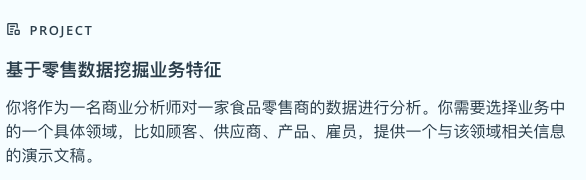 PROJECT
基于零售数据挖掘业务特征
你将作为一名商业分析师对一家食品零售商的数据进行分析。你需要选择业务中
的一个具体领域，比如顾客、供应商、产品、雇员，提供一个与该领域相关信息
的演示文稿。